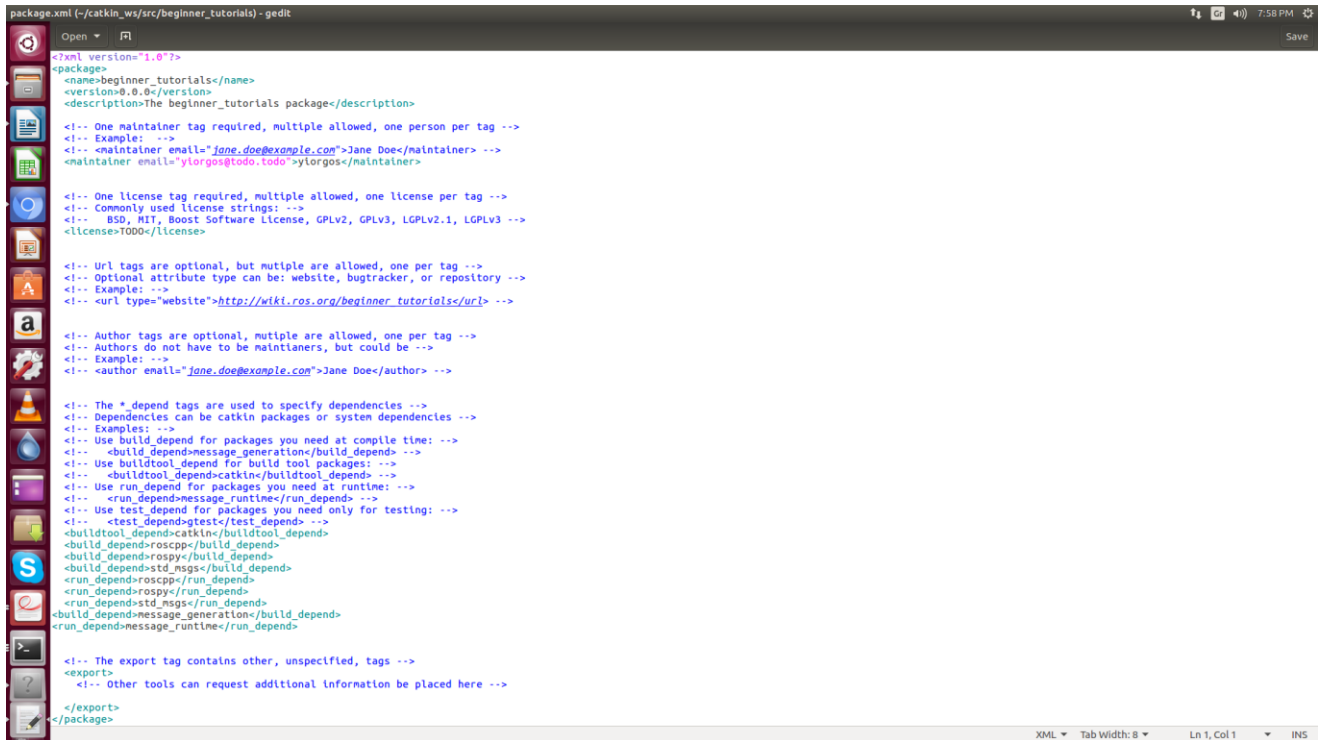 package.xml (~/catkin_ws/src/beginner_tutorials) - gedit
Gr
7:58 PM
Open
Save
<?xml version="1.0"?>
<package>
  <name>beginner_tutorials</name>
  <version>0.0.0</version>
  <description>The beginner_tutorials package</description>
  <!-- One maintainer tag required, multiple allowed, one person per tag -->
  <!-- Example:  -->
  <!-- <maintainer email="jane.doe@example.com">Jane Doe</maintainer> -->
  <maintainer email="yiorgos@todo.todo">yiorgos</maintainer>
  <!-- One license tag required, multiple allowed, one license per tag -->
  <!-- Commonly used license strings: -->
  <!--   BSD, MIT, Boost Software License, GPLv2, GPLv3, LGPLv2.1, LGPLv3 -->
  <license>TODO</license>
  <!-- Url tags are optional, but mutiple are allowed, one per tag -->
  <!-- Optional attribute type can be: website, bugtracker, or repository -->
  <!-- Example: -->
  <!-- <url type="website">http://wiki.ros.org/beginner_tutorials</url> -->
  <!-- Author tags are optional, mutiple are allowed, one per tag -->
  <!-- Authors do not have to be maintianers, but could be -->
  <!-- Example: -->
  <!-- <author email="jane.doe@example.com">Jane Doe</author> -->
  <!-- The *_depend tags are used to specify dependencies -->
  <!-- Dependencies can be catkin packages or system dependencies -->
  <!-- Examples: -->
  <!-- Use build_depend for packages you need at compile time: -->
  <!--   <build_depend>message_generation</build_depend> -->
  <!-- Use buildtool_depend for build tool packages: -->
  <!--   <buildtool_depend>catkin</buildtool_depend> -->
  <!-- Use run_depend for packages you need at runtime: -->
  <!--   <run_depend>message_runtime</run_depend> -->
  <!-- Use test_depend for packages you need only for testing: -->
  <!--   <test_depend>gtest</test_depend> -->
  <buildtool_depend>catkin</buildtool_depend>
  <build_depend>roscpp</build_depend>
  <build_depend>rospy</build_depend>
  <build_depend>std_msgs</build_depend>
  <run_depend>roscpp</run_depend>
  <run_depend>rospy</run_depend>
  <run_depend>std_msgs</run_depend>
<build_depend>message_generation</build_depend>
<run_depend>message_runtime</run_depend>
  <!-- The export tag contains other, unspecified, tags -->
  <export>
    <!-- Other tools can request additional information be placed here -->
  </export>
</package>
XML
Tab Width: 8
Ln 1, Col 1
INS